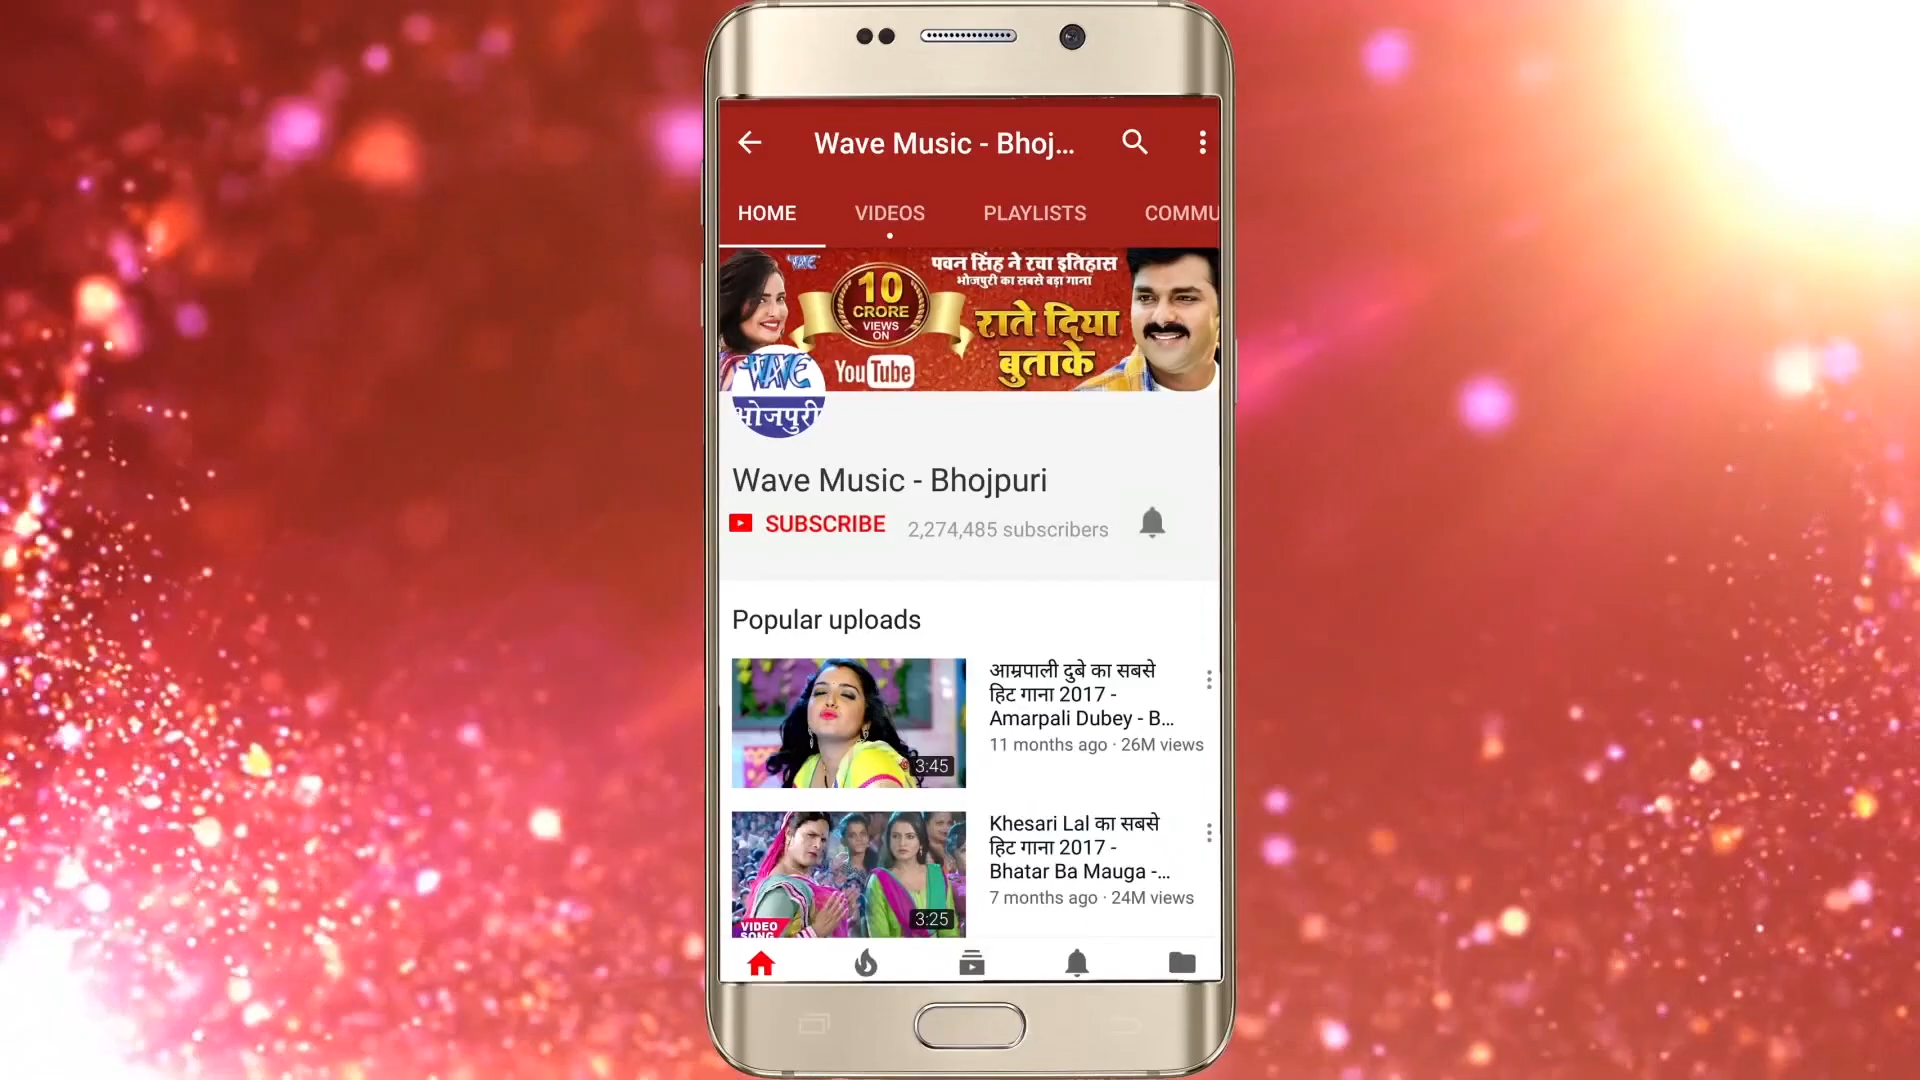 Wave Music - Bhoj...
HOME VIDEOS PLAYLISTS COMMU
WAVE
पवन सिंह ने रचा इतिहास
भोजपुरी का सबसे बड़ा गाना
10
CRORE
VIEWS
ON
YouTube
राते दिया
बुताके
WAVE
भोजपुरी
Wave Music - Bhojpuri
SUBSCRIBE 2,274,485 subscribers
Popular uploads
आम्रपाली दुबे का सबसे
हिट गाना 2017 -
Amarpali Dubey - B...
11 months ago · 26M views
3:45
Khesari Lal का सबसे
हिट गाना 2017 -
Bhatar Ba Mauga -...
7 months ago · 24M views
3:25
VIDEO
SONG